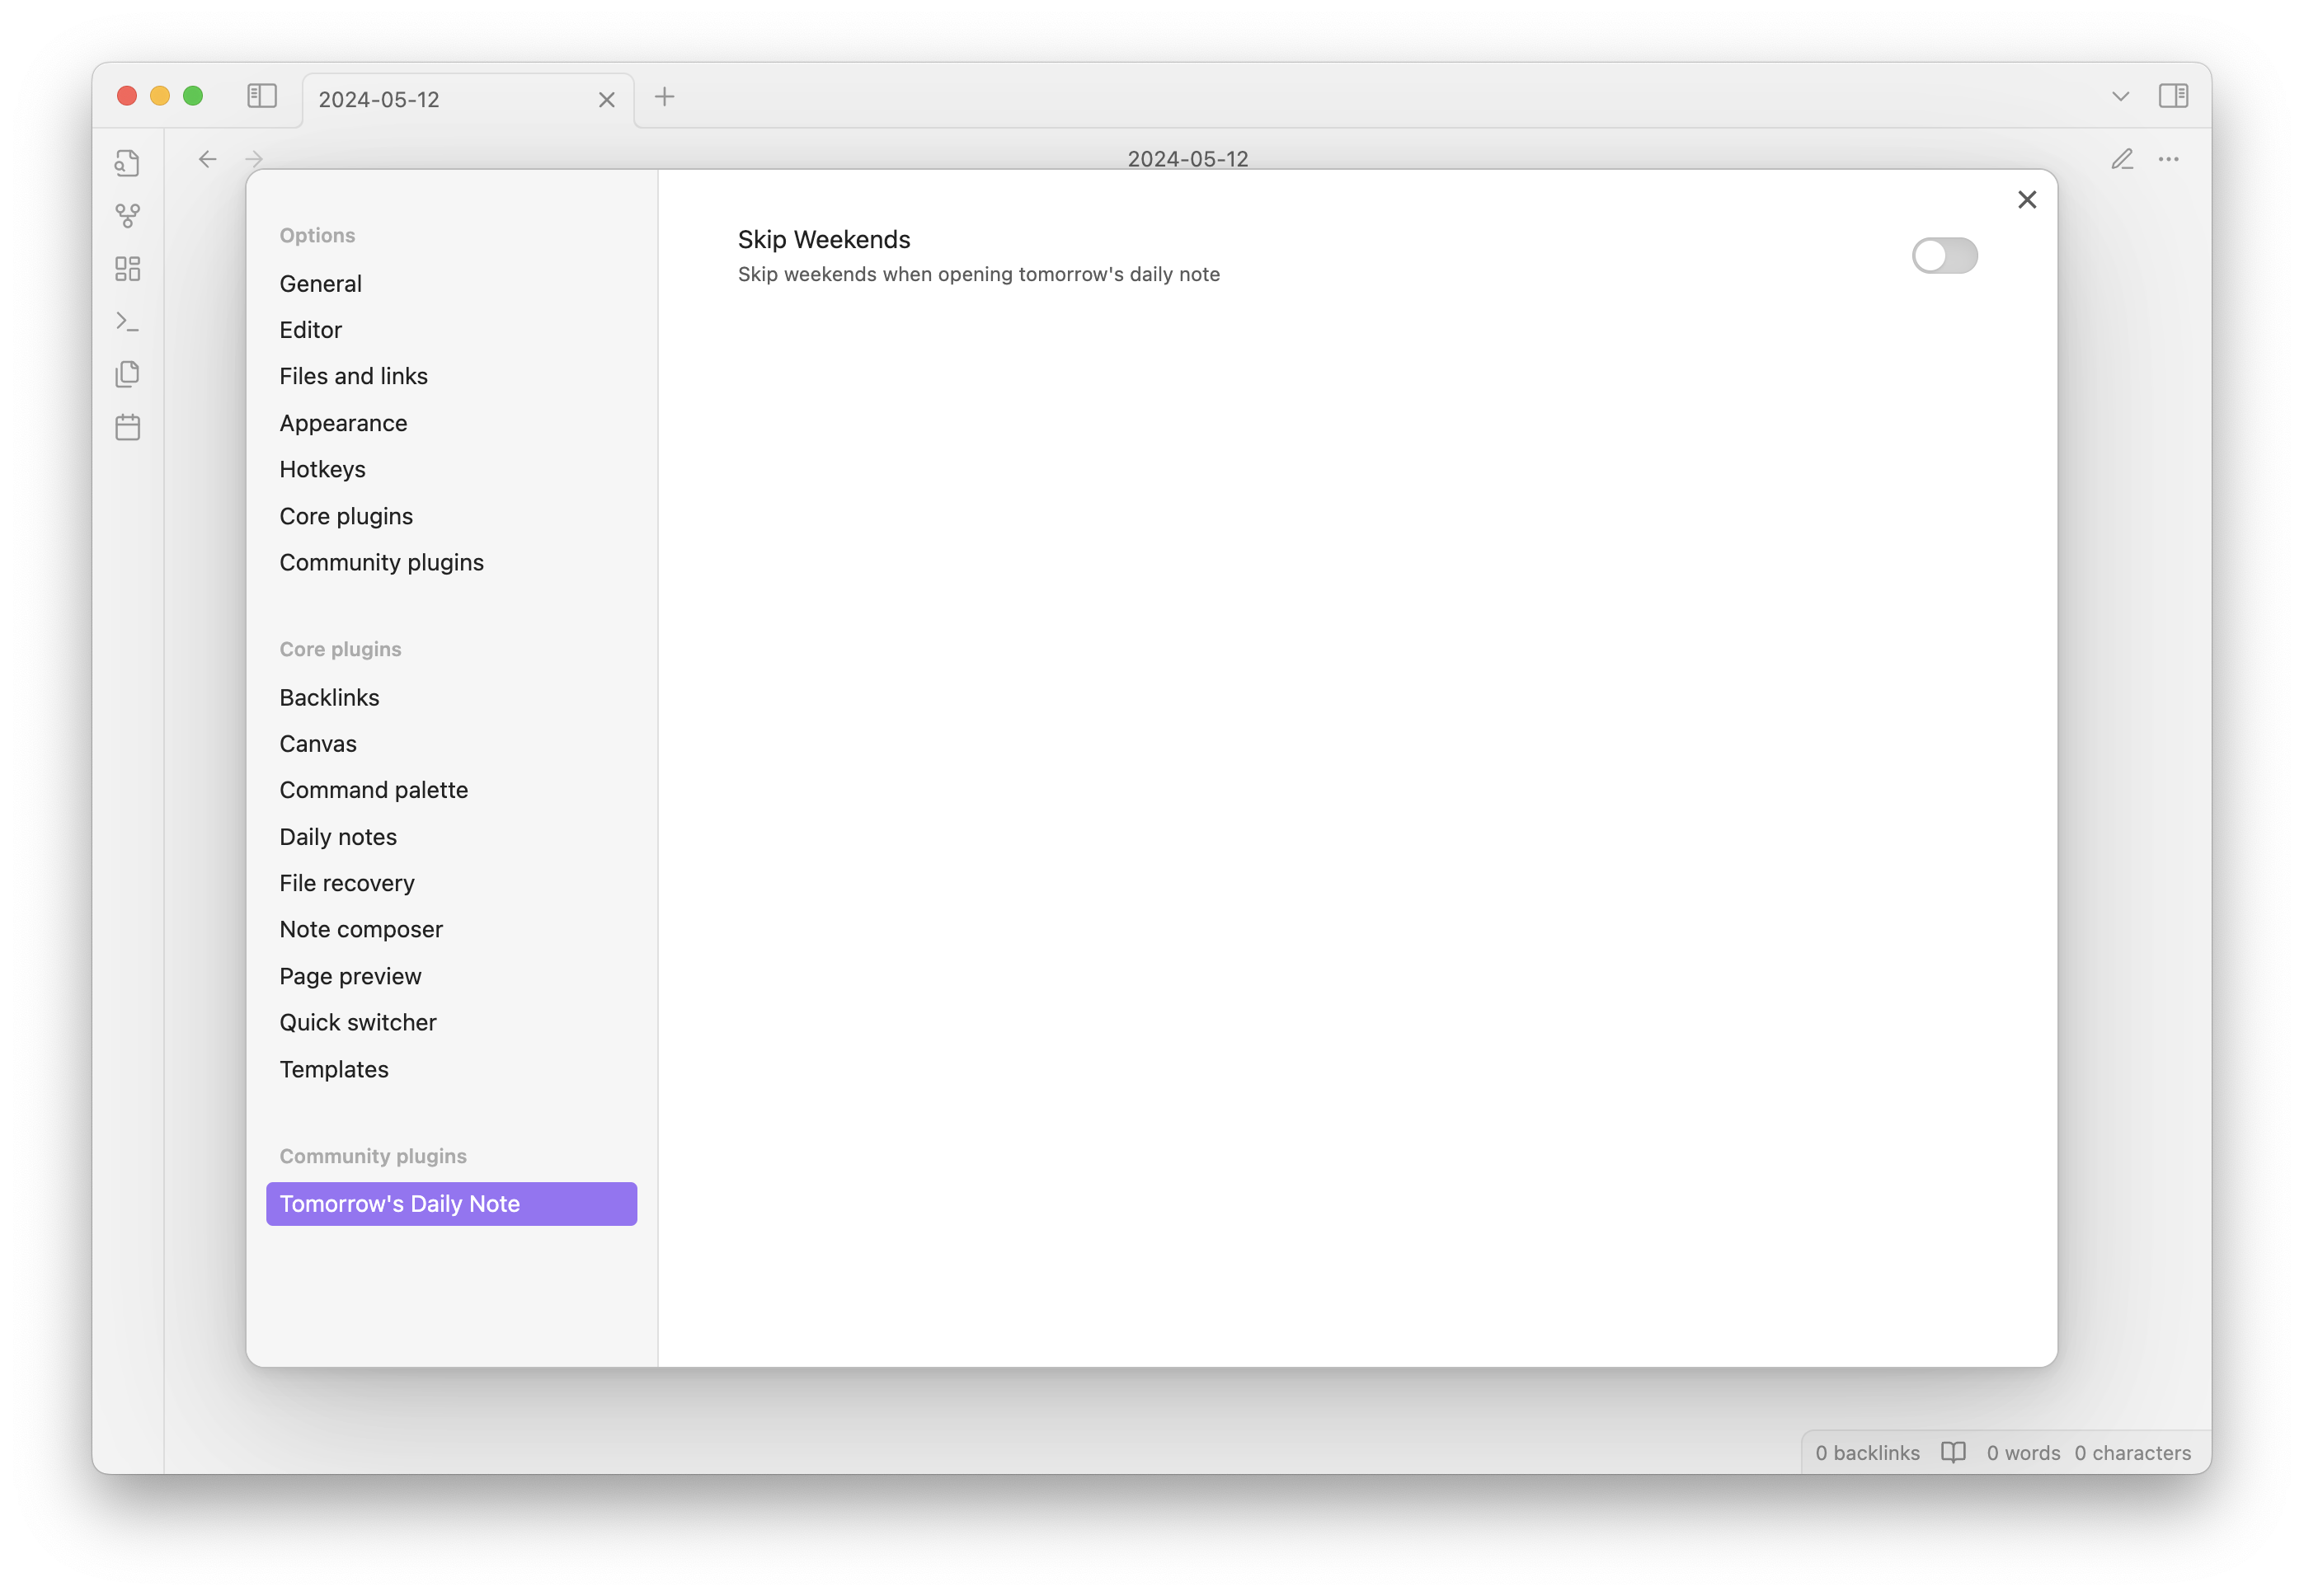 2024-05-12
2024-05-12
Options
General
Editor
Files and links
Appearance
Hotkeys
Core plugins
Community plugins
Core plugins
Backlinks
Canvas
Command palette
Daily notes
File recovery
Note composer
Page preview
Quick switcher
Templates
Community plugins
Tomorrow's Daily Note
Skip Weekends
Skip weekends when opening tomorrow's daily note
0 backlinks 0 words 0 characters